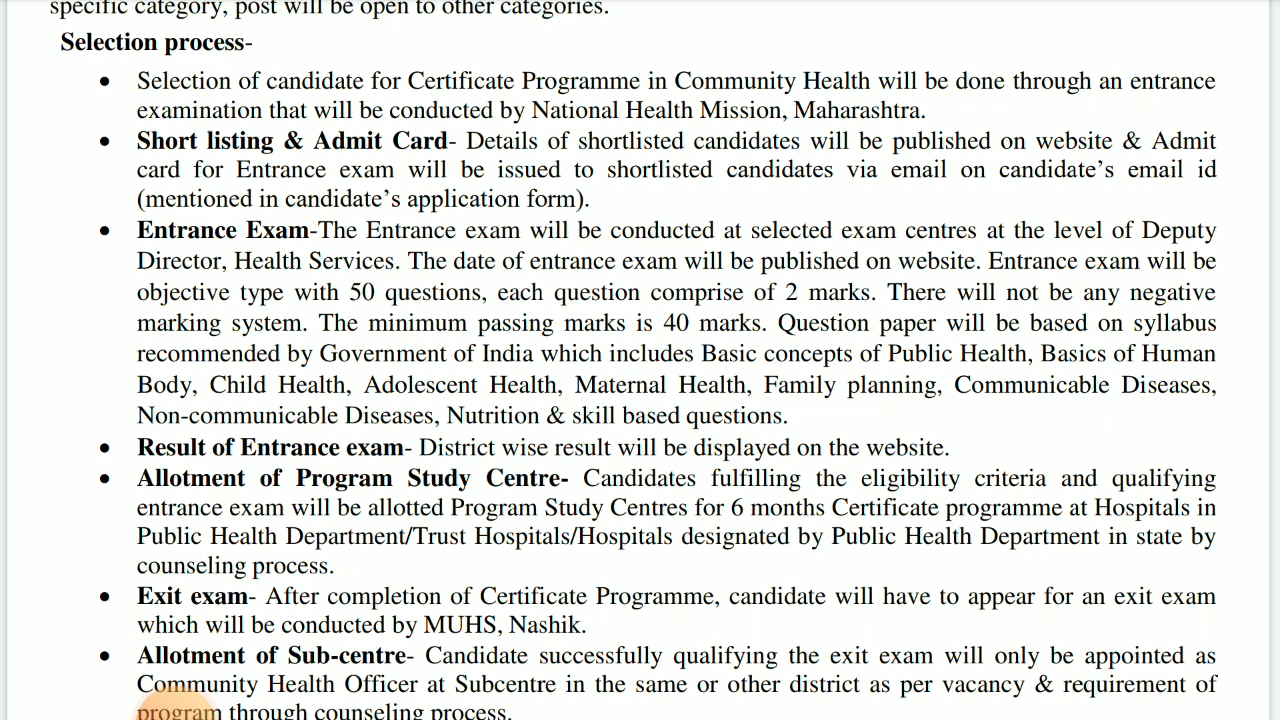 specific category, post will be open to other categories.
Selection process-
• Selection of candidate for Certificate Programme in Community Health will be done through an entrance
examination that will be conducted by National Health Mission, Maharashtra.
• Short listing & Admit Card- Details of shortlisted candidates will be published on website & Admit
card for Entrance exam will be issued to shortlisted candidates via email on candidate’s email id
(mentioned in candidate’s application form).
• Entrance Exam-The Entrance exam will be conducted at selected exam centres at the level of Deputy
Director, Health Services. The date of entrance exam will be published on website. Entrance exam will be
objective type with 50 questions, each question comprise of 2 marks. There will not be any negative
marking system. The minimum passing marks is 40 marks. Question paper will be based on syllabus
recommended by Government of India which includes Basic concepts of Public Health, Basics of Human
Body, Child Health, Adolescent Health, Maternal Health, Family planning, Communicable Diseases,
Non-communicable Diseases, Nutrition & skill based questions.
• Result of Entrance exam- District wise result will be displayed on the website.
• Allotment of Program Study Centre- Candidates fulfilling the eligibility criteria and qualifying
entrance exam will be allotted Program Study Centres for 6 months Certificate programme at Hospitals in
Public Health Department/Trust Hospitals/Hospitals designated by Public Health Department in state by
counseling process.
• Exit exam- After completion of Certificate Programme, candidate will have to appear for an exit exam
which will be conducted by MUHS, Nashik.
• Allotment of Sub-centre- Candidate successfully qualifying the exit exam will only be appointed as
Community Health Officer at Subcentre in the same or other district as per vacancy & requirement of
program through counseling process.